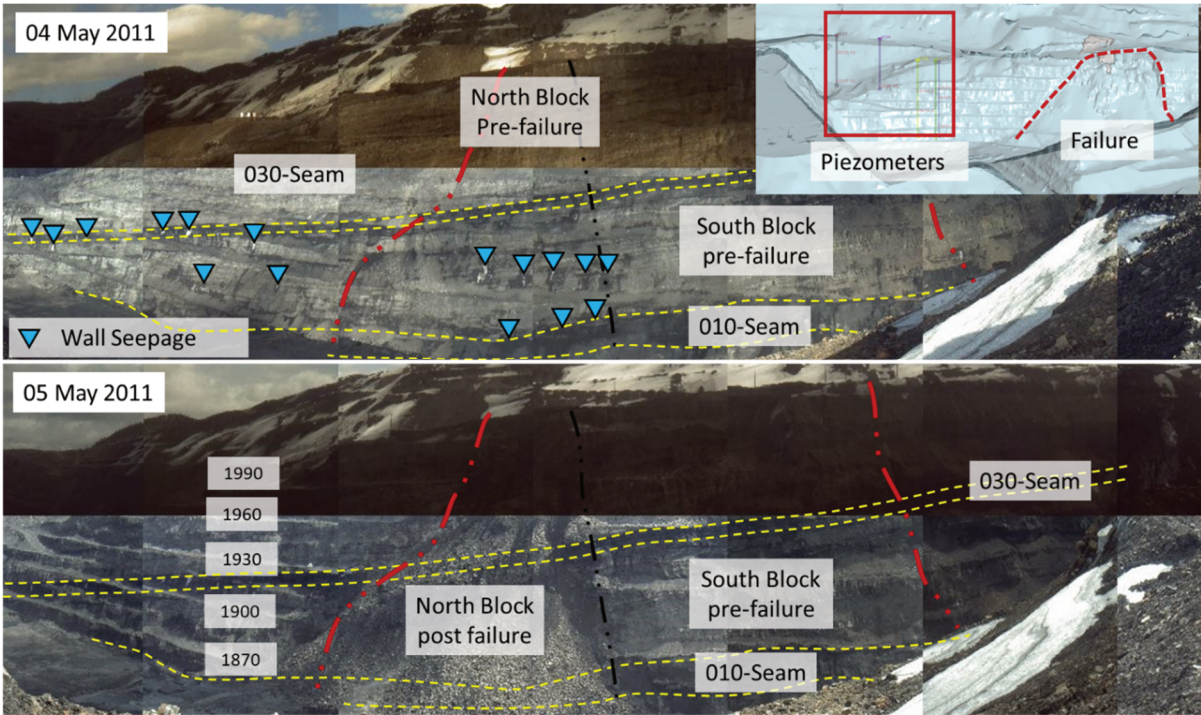 04 May 2011
North Block
Pre-failure
Piezometers
Failure
030-Seam
South Block
pre-failure
010-Seam
Wall Seepage
05 May 2011
1990
1960
1930
1900
1870
030-Seam
North Block
post failure
South Block
pre-failure
010-Seam